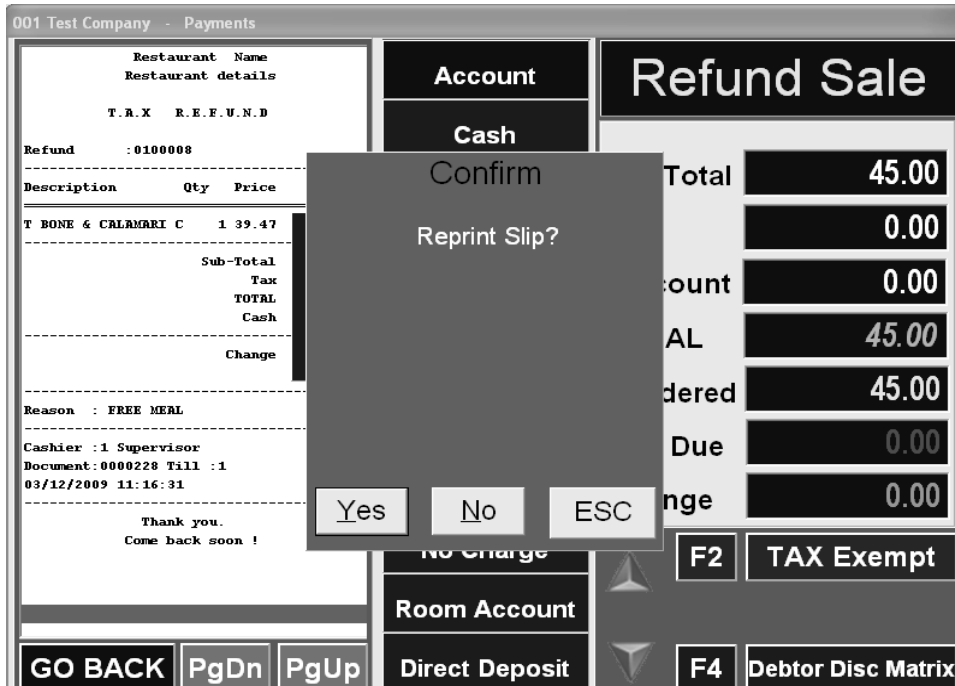 001 Test Company - Payments
Restaurant Name
Restaurant details
T.A.X R.E.F.U.N.D
Refund :0100008
Description Qty Price
T BONE & CALAMARI C 1 39.47
Sub-Total
Tax
TOTAL
Cash
Change
Reason : FREE MEAL
Cashier :1 Supervisor
Document:0000228 Till :1
03/12/2009 11:16:31
Thank you.
Come back soon !
GO BACK PgDn PgUp
Account
Cash
Confirm
Reprint Slip?
Yes No ESC
No Charge
Room Account
Direct Deposit
Refund Sale
Total 45.00
0.00
count 0.00
AL 45.00
dered 45.00
Due 0.00
nge 0.00
F2 TAX Exempt
F4 Debtor Disc Matrix